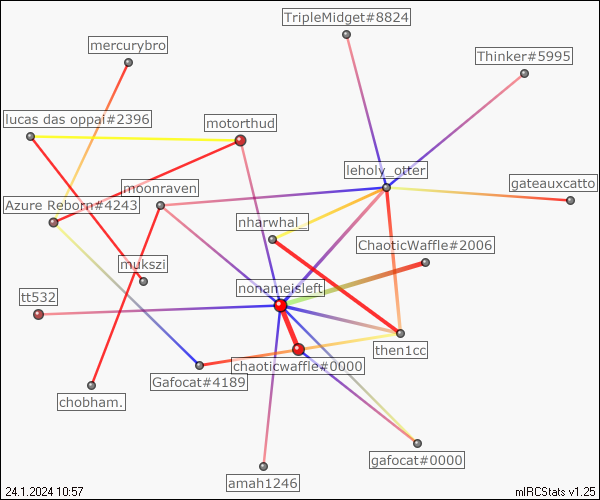 TripleMidget#8824
mercurybro
Thinker#5995
lucas das oppai#2396
motorthud
leholy_otter
moonraven
gateauxcatto
Azure Reborn#4243
nharwhal_
ChaoticWaffle#2006
mukszi
nonameisleft
tt532
then1cc
chaoticwaffle#0000
Gafocat#4189
chobham.
gafocat#0000
amah1246
24.1.2024 10:57
mIRCStats v1.25